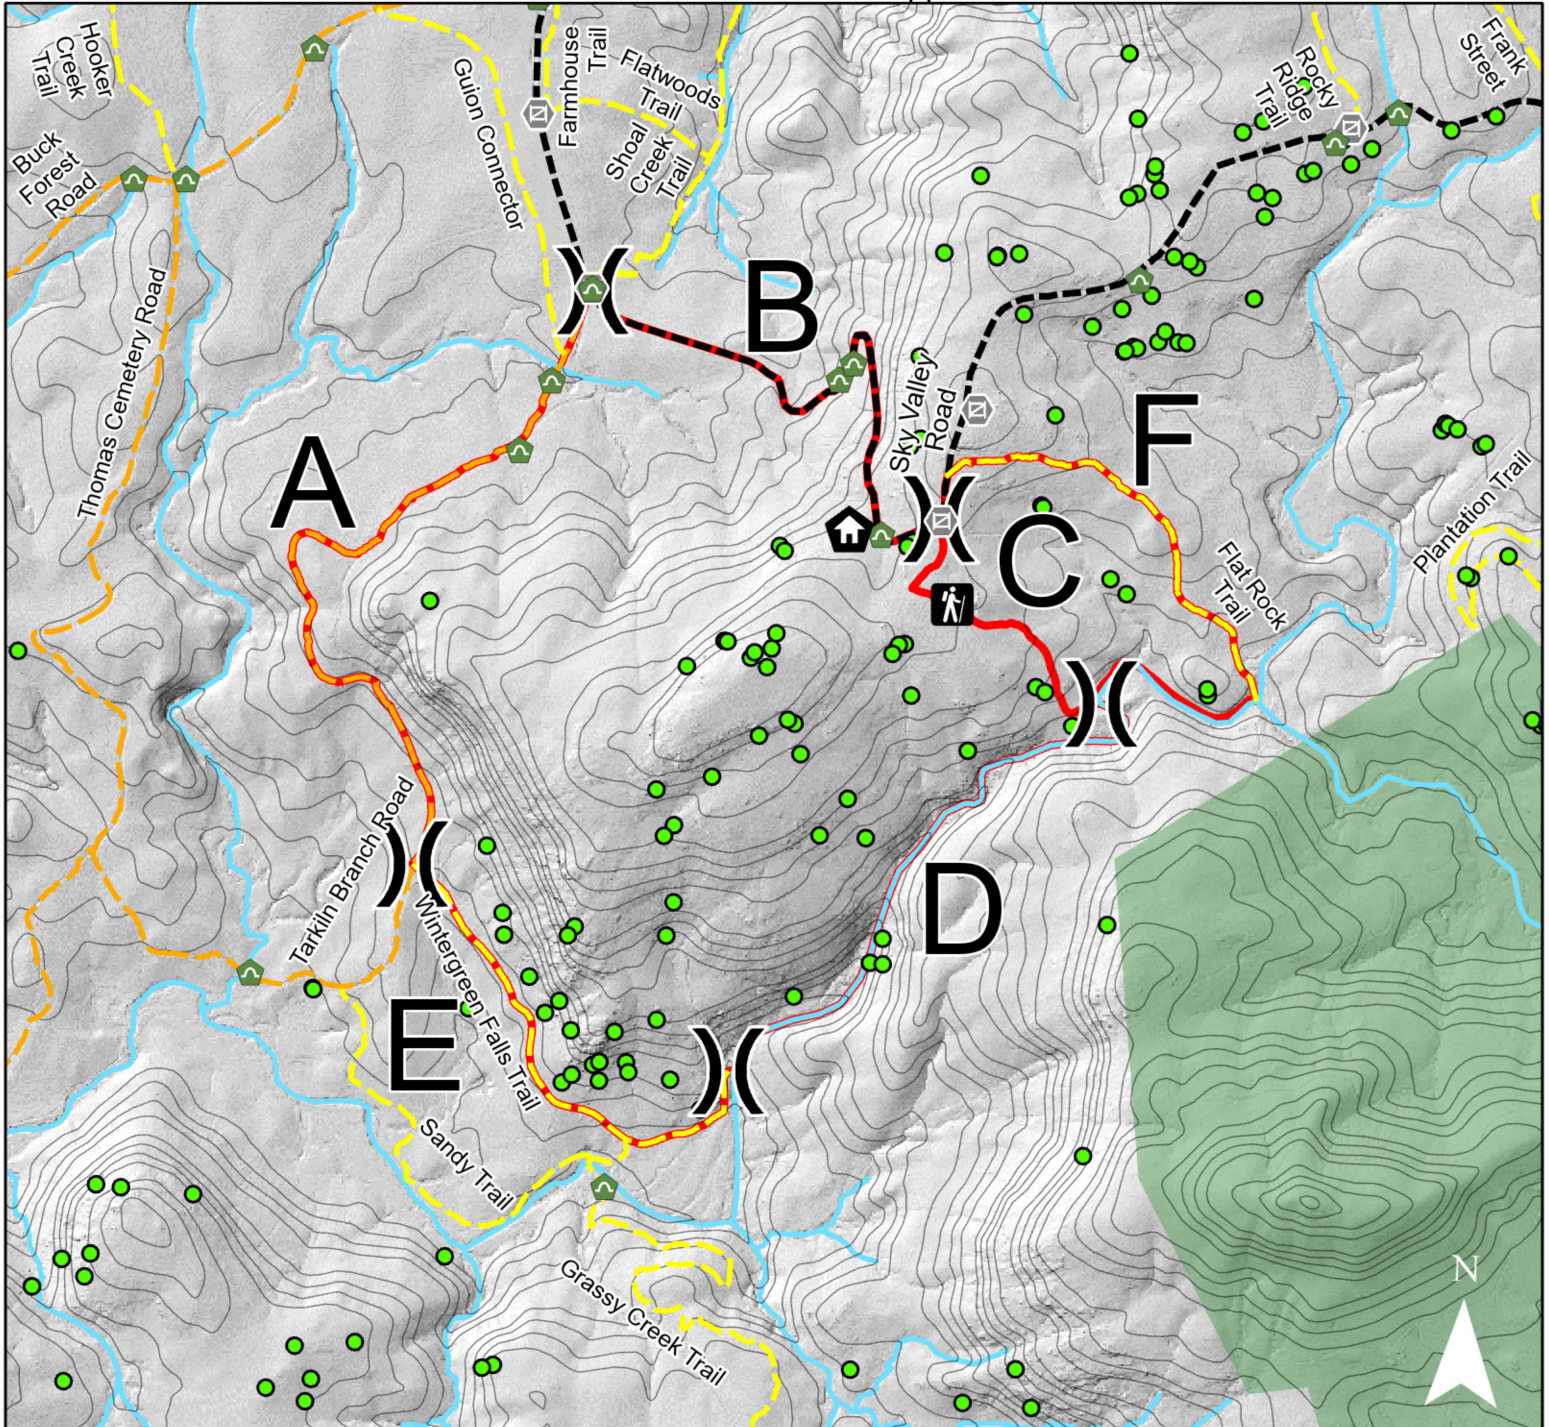 Hooker
Creek
Trail
Buck
Forest
Road
Guion Connector
Farmhouse
Trail
Flatwoods
Trail
Shoal
Creek
Trail
Rocky
Ridge
Trail
Frank
Street
B
Thomas Cemetery Road
A
Sky Valley
Road
F
C
Flat Rock
Trail
Plantation Trail
Tarkiln Branch Road
Wintergreen Falls Trail
D
E
Sandy Trail
Grassy Creek Trail
N